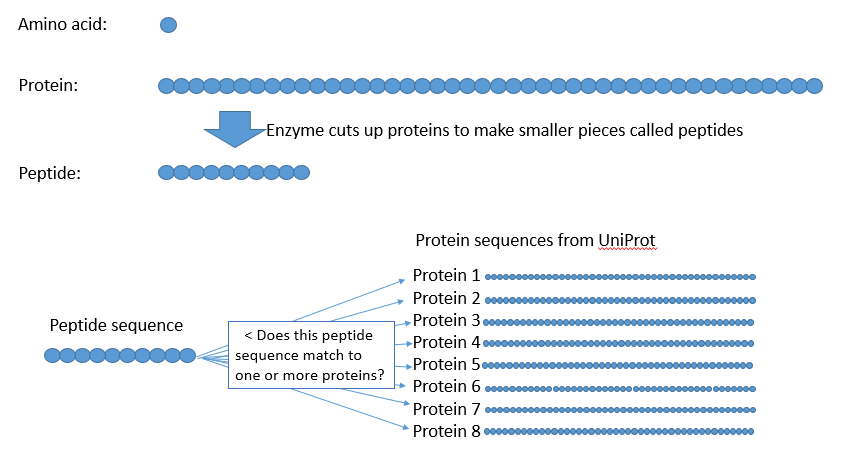 Amino acid:
Protein:
Enzyme cuts up proteins to make smaller pieces called peptides
Peptide:
Protein sequences from UniProt
Protein 1
Protein 2
Protein 3
Protein 4
Protein 5
Protein 6
Protein 7
Protein 8
Peptide sequence
< Does this peptide
sequence match to
one or more proteins?